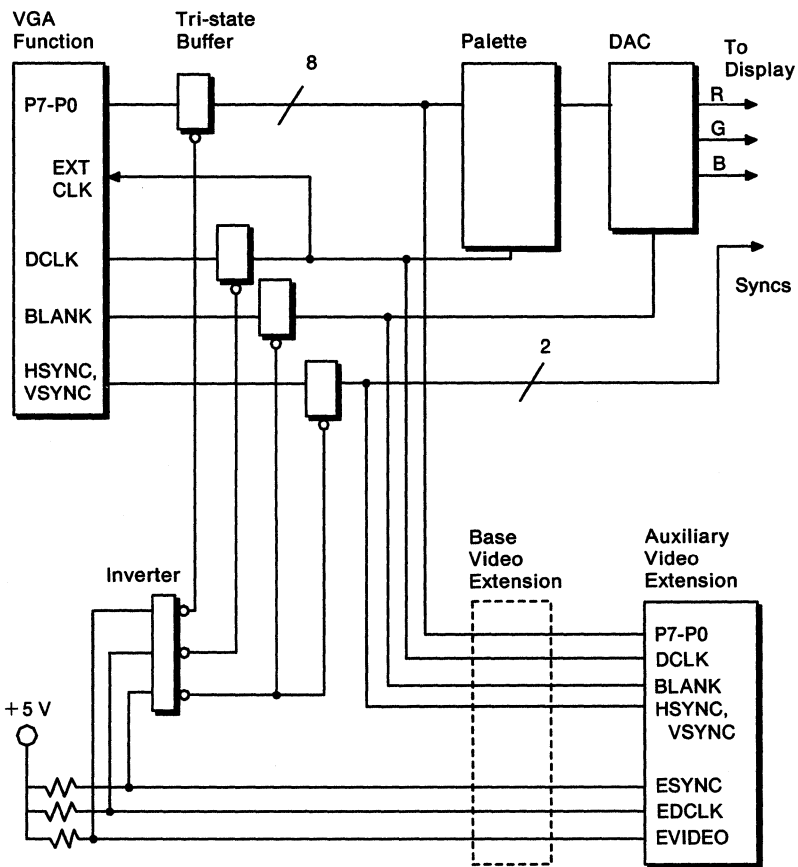 VGA
Function
Tri-state
Buffer
8
Palette
DAC
To
Display
P7-P0
R
G
B
EXT
CLK
DCLK
Syncs
BLANK
2
HSYNC,
VSYNC
Base
Video
Extension
Auxiliary
Video
Extension
Inverter
P7-P0
DCLK
BLANK
HSYNC,
VSYNC
+5 V
ESYNC
EDCLK
EVIDEO